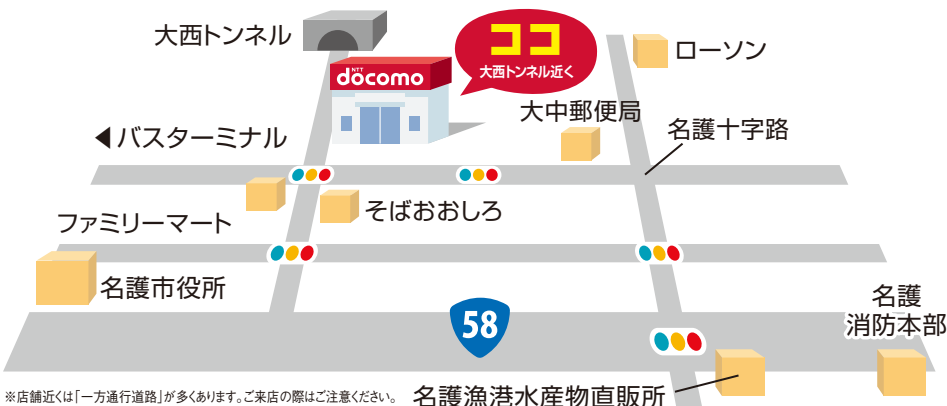 大西トンネル
ココ
大西トンネル近く
NTT
döcomo
ローソン
大中郵便局
名護十字路
◀バスターミナル
そばおおしろ
ファミリーマート
名護市役所
58
名護
消防本部
名護漁港水産物直販所
※店舗近くは「一方通行道路」が多くあります。ご来店の際はご注意ください。